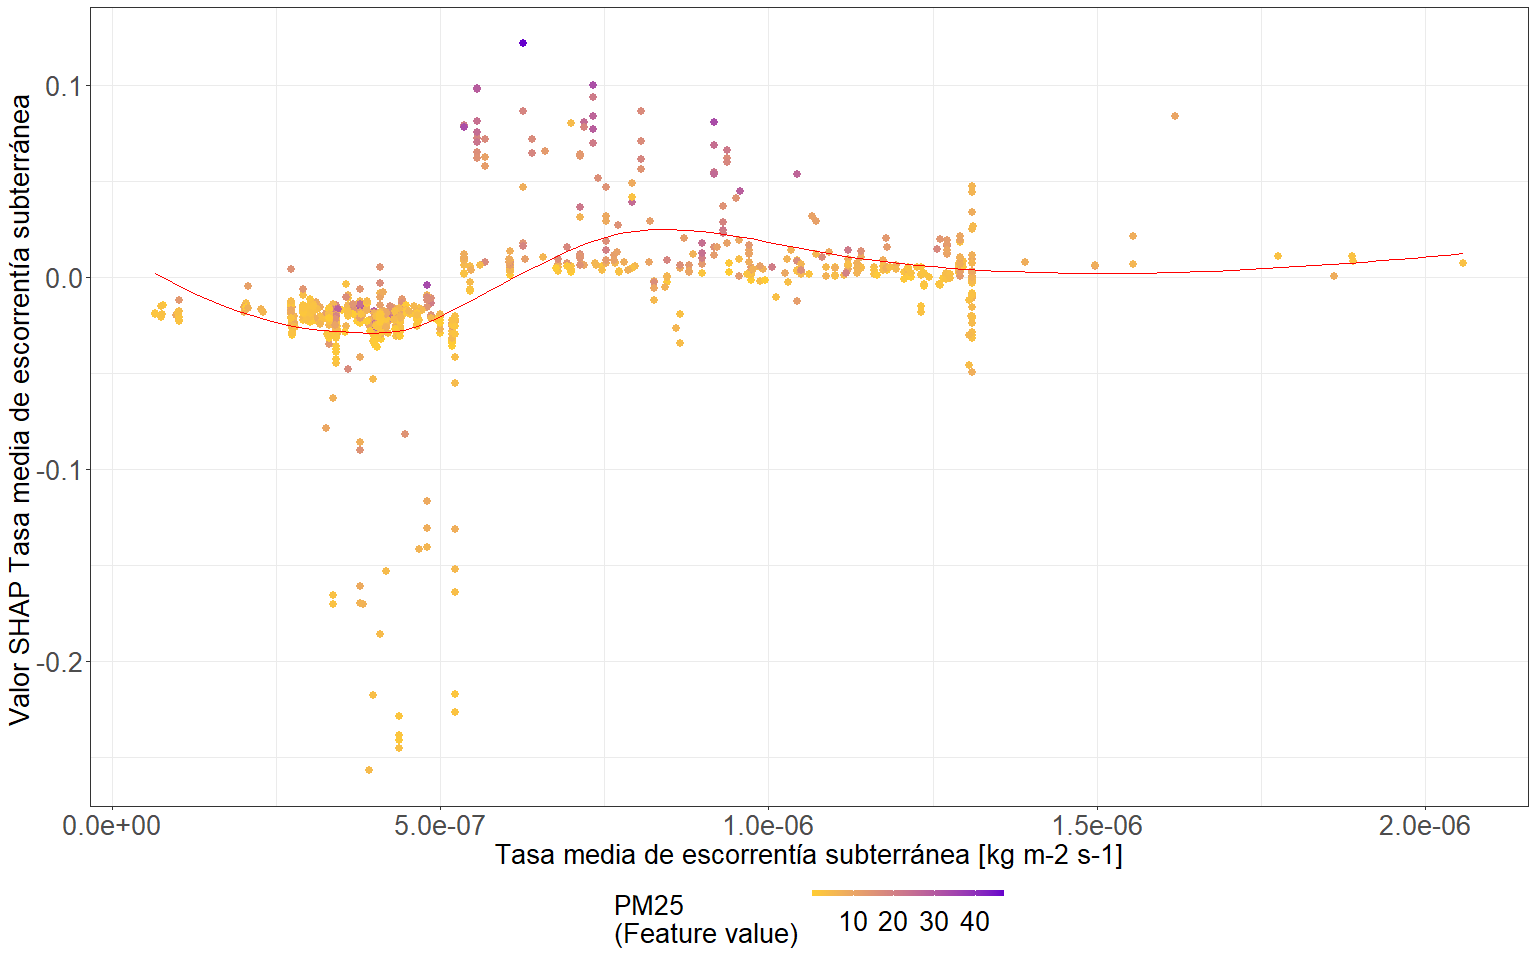 Valor SHAP Tasa media de escorrentía subterránea
0.1
0.0
-0.1
-0.2
0.0e+00 5.0e-07 1.0e-06 1.5e-06 2.0e-06
Tasa media de escorrentía subterránea [kg m-2 s-1]
PM25
(Feature value)
10 20 30 40